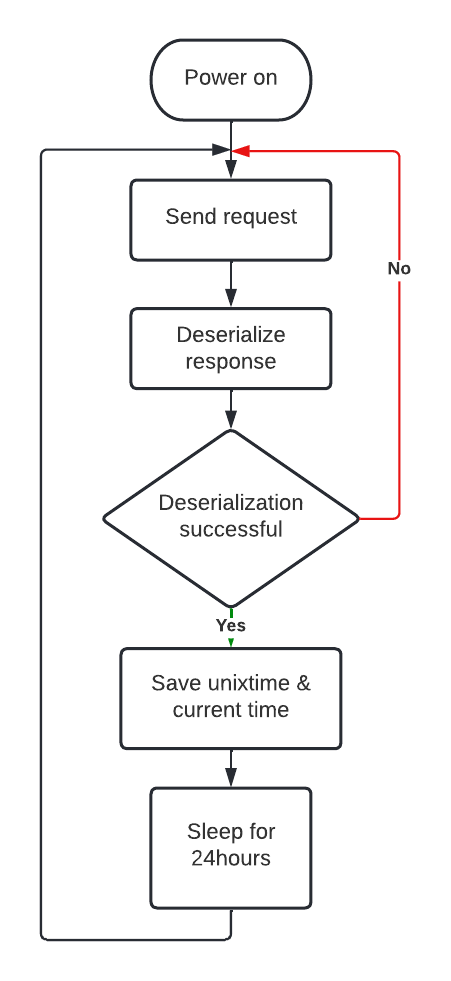 Power on
Send request
No
Deserialize
response
Deserialization
successful
Yes
Save unixtime &
current time
Sleep for
24hours